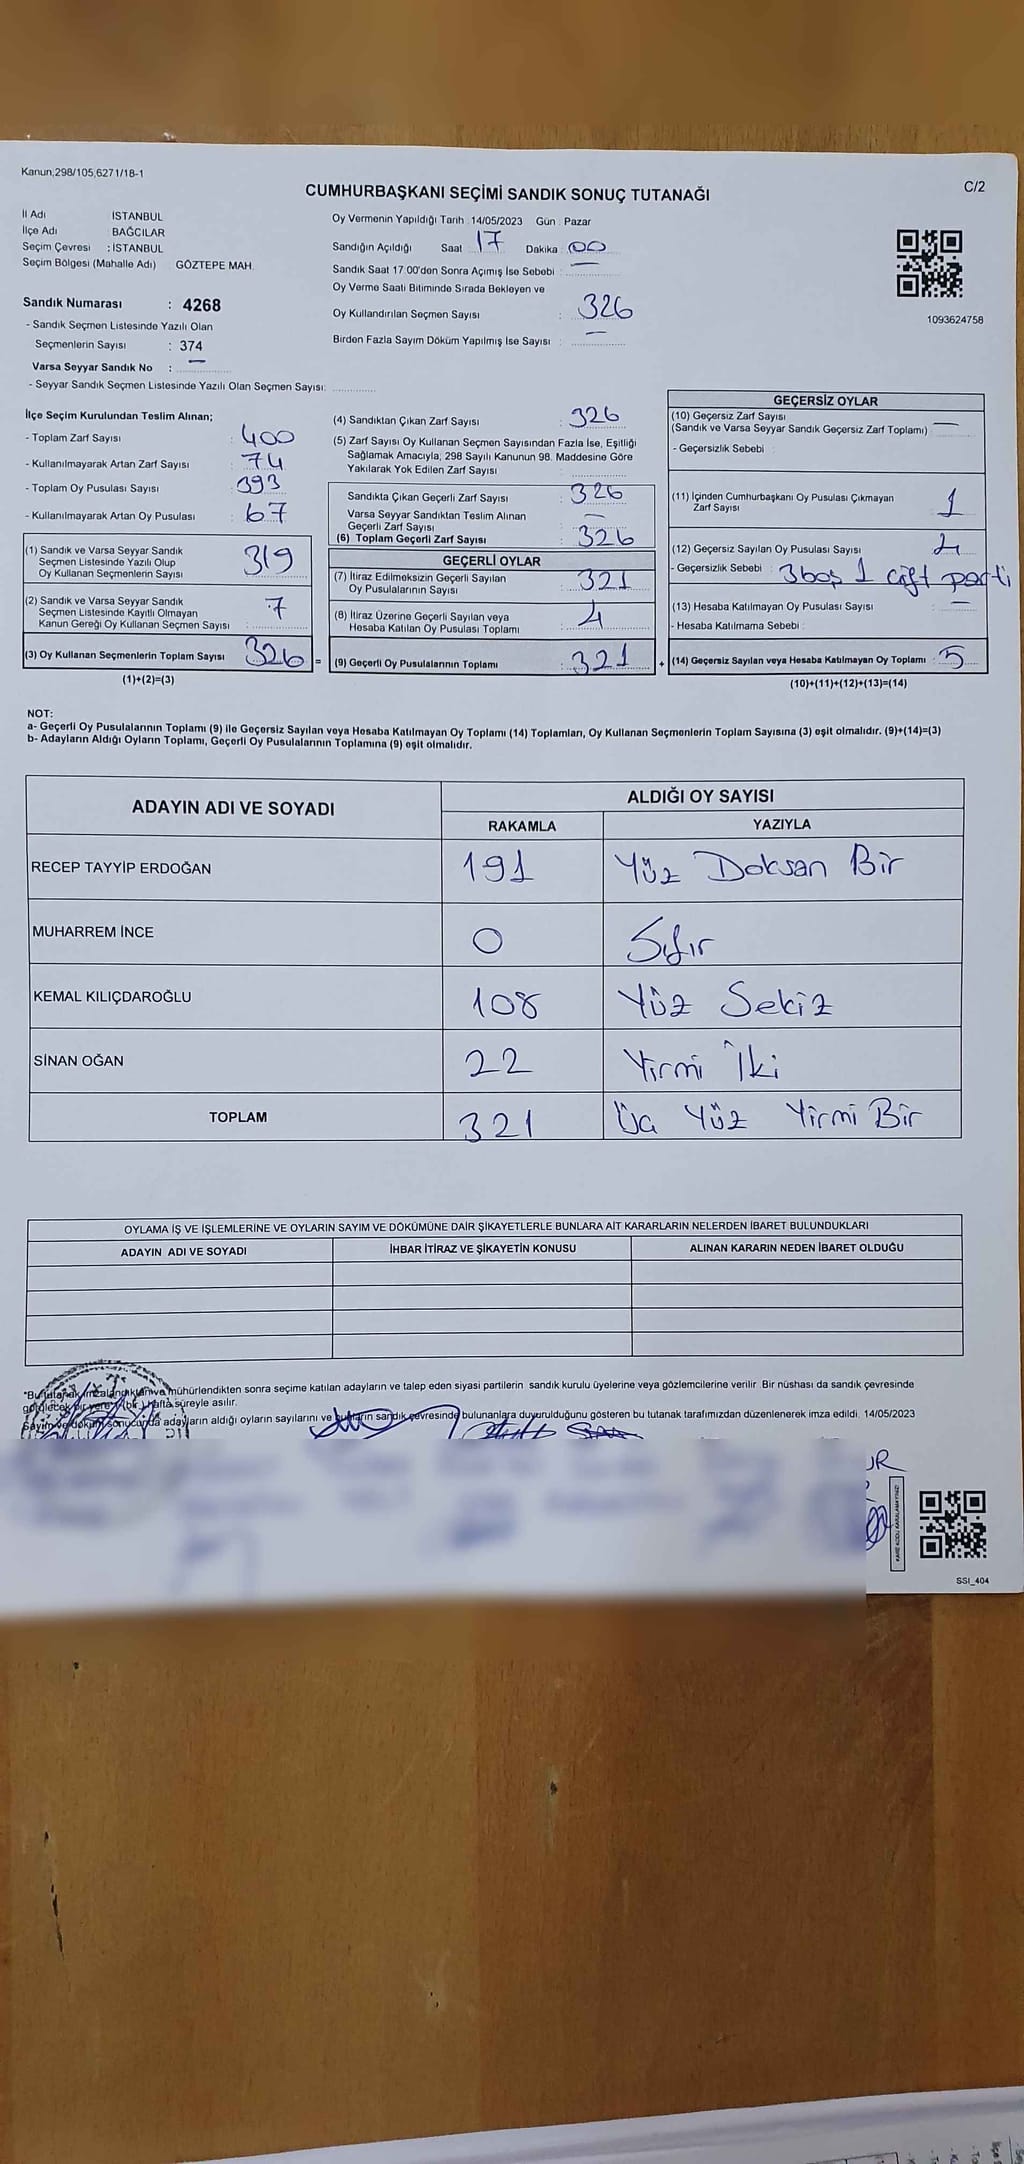 Kanun,298/105,6271/18-1
C/2
CUMHURBAŞKANI SEÇİMİ SANDIK SONUÇ TUTANAĞI
İl Adı İSTANBUL
İlçe Adı BAĞCILAR
Seçim Çevresi : İSTANBUL
Seçim Bölgesi (Mahalle Adı) GÖZTEPE MAH.
Sandık Numarası : 4268
- Sandık Seçmen Listesinde Yazılı Olan
Seçmenlerin Sayısı : 374
Varsa Seyyar Sandık No : —
- Seyyar Sandık Seçmen Listesinde Yazılı Olan Seçmen Sayısı:
Oy Vermenin Yapıldığı Tarih 14/05/2023 Gün Pazar
Sandığın Açıldığı Saat 17 Dakika : 00
Sandık Saat 17.00'den Sonra Açımış İse Sebebi : —
Oy Verme Saati Bitiminde Sırada Bekleyen ve
Oy Kullandırılan Seçmen Sayısı : 326
Birden Fazla Sayım Döküm Yapılmış İse Sayısı : —
1093624758
İlçe Seçim Kurulundan Teslim Alınan;
- Toplam Zarf Sayısı : 400
- Kullanılmayarak Artan Zarf Sayısı : 74
- Toplam Oy Pusulası Sayısı : 393
- Kullanılmayarak Artan Oy Pusulası : 67
(1) Sandık ve Varsa Seyyar Sandık
Seçmen Listesinde Yazılı Olup
Oy Kullanan Seçmenlerin Sayısı 319
(2) Sandık ve Varsa Seyyar Sandık
Seçmen Listesinde Kayıtlı Olmayan
Kanun Gereği Oy Kullanan Seçmen Sayısı : 7
(3) Oy Kullanan Seçmenlerin Toplam Sayısı 326 =
(1)+(2)=(3)
(4) Sandıktan Çıkan Zarf Sayısı : 326
(5) Zarf Sayısı Oy Kullanan Seçmen Sayısından Fazla İse, Eşitliği
Sağlamak Amacıyla, 298 Sayılı Kanunun 98. Maddesine Göre
Yakılarak Yok Edilen Zarf Sayısı :
Sandıkta Çıkan Geçerli Zarf Sayısı : 326
Varsa Seyyar Sandıktan Teslim Alınan
Geçerli Zarf Sayısı : —
(6) Toplam Geçerli Zarf Sayısı : 326
GEÇERLİ OYLAR
(7) İtiraz Edilmeksizin Geçerli Sayılan
Oy Pusulalarının Sayısı : 321
(8) İtiraz Üzerine Geçerli Sayılan veya
Hesaba Katılan Oy Pusulası Toplamı : 4
(9) Geçerli Oy Pusulalarının Toplamı : 321 +
GEÇERSİZ OYLAR
(10) Geçersiz Zarf Sayısı
(Sandık ve Varsa Seyyar Sandık Geçersiz Zarf Toplamı) : —
- Geçersizlik Sebebi :
(11) İçinden Cumhurbaşkanı Oy Pusulası Çıkmayan
Zarf Sayısı : 1
(12) Geçersiz Sayılan Oy Pusulası Sayısı : 4
- Geçersizlik Sebebi : 3 boş 1 çift parti
(13) Hesaba Katılmayan Oy Pusulası Sayısı : —
- Hesaba Katılmama Sebebi :
(14) Geçersiz Sayılan veya Hesaba Katılmayan Oy Toplamı : 5
(10)+(11)+(12)+(13)=(14)
NOT:
a- Geçerli Oy Pusulalarının Toplamı (9) ile Geçersiz Sayılan veya Hesaba Katılmayan Oy Toplamı (14) Toplamları, Oy Kullanan Seçmenlerin Toplam Sayısına (3) eşit olmalıdır. (9)+(14)=(3)
b- Adayların Aldığı Oyların Toplamı, Geçerli Oy Pusulalarının Toplamına (9) eşit olmalıdır.
ADAYIN ADI VE SOYADI
ALDIĞI OY SAYISI
RAKAMLA YAZIYLA
RECEP TAYYİP ERDOĞAN 191 Yüz Doksan Bir
MUHARREM İNCE 0 Sıfır
KEMAL KILIÇDAROĞLU 108 Yüz Sekiz
SİNAN OĞAN 22 Yirmi İki
TOPLAM 321 Üç Yüz Yirmi Bir
OYLAMA İŞ VE İŞLEMLERİNE VE OYLARIN SAYIM VE DÖKÜMÜNE DAİR ŞİKAYETLERLE BUNLARA AİT KARARLARIN NELERDEN İBARET BULUNDUKLARI
ADAYIN ADI VE SOYADI İHBAR İTİRAZ VE ŞİKAYETİN KONUSU ALINAN KARARIN NEDEN İBARET OLDUĞU
*Bu tutanak imzalandıktan ve mühürlendikten sonra seçime katılan adayların ve talep eden siyasi partilerin sandık kurulu üyelerine veya gözlemcilerine verilir. Bir nüshası da sandık çevresinde
görülecek bir yere 1 (bir) hafta süreyle asılır.
Sayım ve döküm sonucunda adayların aldığı oyların sayılarını ve bunların sandık çevresinde bulunanlara duyurulduğunu gösteren bu tutanak tarafımızdan düzenlenerek imza edildi. 14/05/2023
UR
SSI_404